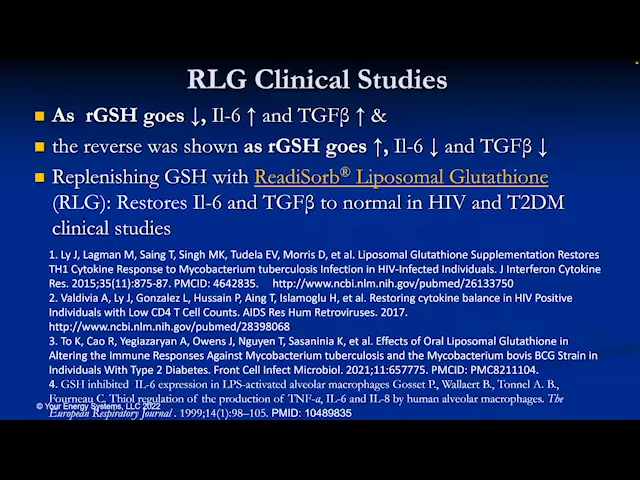 RLG Clinical Studies
As rGSH goes ↓, Il-6 ↑ and TGFβ ↑ &
the reverse was shown as rGSH goes ↑, Il-6 ↓ and TGFβ ↓
Replenishing GSH with ReadiSorb® Liposomal Glutathione
(RLG): Restores Il-6 and TGFβ to normal in HIV and T2DM
clinical studies
1. Ly J, Lagman M, Saing T, Singh MK, Tudela EV, Morris D, et al. Liposomal Glutathione Supplementation Restores
TH1 Cytokine Response to Mycobacterium tuberculosis Infection in HIV-Infected Individuals. J Interferon Cytokine
Res. 2015;35(11):875-87. PMCID: 4642835. http://www.ncbi.nlm.nih.gov/pubmed/26133750
2. Valdivia A, Ly J, Gonzalez L, Hussain P, Aing T, Islamoglu H, et al. Restoring cytokine balance in HIV Positive
Individuals with Low CD4 T Cell Counts. AIDS Res Hum Retroviruses. 2017.
http://www.ncbi.nlm.nih.gov/pubmed/28398068
3. To K, Cao R, Yegiazaryan A, Owens J, Nguyen T, Sasaninia K, et al. Effects of Oral Liposomal Glutathione in
Altering the Immune Responses Against Mycobacterium tuberculosis and the Mycobacterium bovis BCG Strain in
Individuals With Type 2 Diabetes. Front Cell Infect Microbiol. 2021;11:657775. PMCID: PMC8211104.
4. GSH inhibited IL-6 expression in LPS-activated alveolar macrophages Gosset P., Wallaert B., Tonnel A. B.,
Fourneau C. Thiol regulation of the production of TNF-a, IL-6 and IL-8 by human alveolar macrophages. The
European Respiratory Journal . 1999;14(1):98–105. PMID: 10489835
© Your Energy Systems, LLC 2022